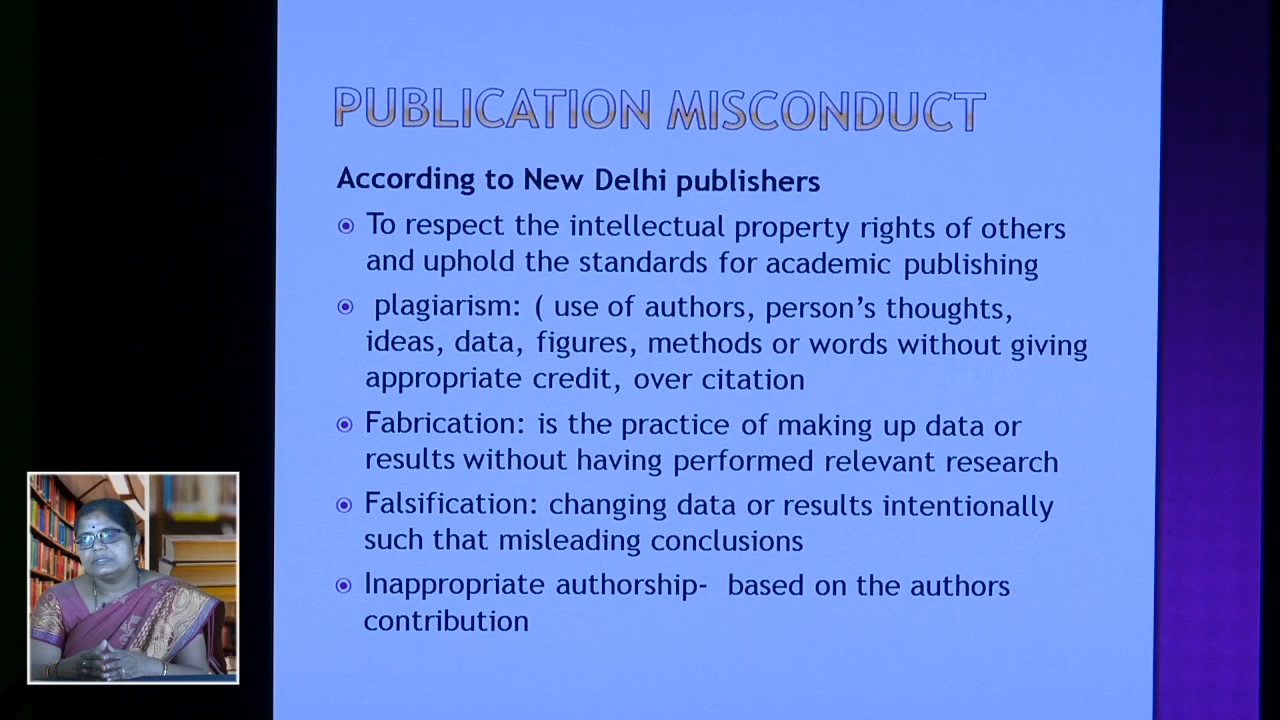 PUBLICATION MISCONDUCT
According to New Delhi publishers
To respect the intellectual property rights of others
and uphold the standards for academic publishing
plagiarism: ( use of authors, person’s thoughts,
ideas, data, figures, methods or words without giving
appropriate credit, over citation
Fabrication: is the practice of making up data or
results without having performed relevant research
Falsification: changing data or results intentionally
such that misleading conclusions
Inappropriate authorship- based on the authors
contribution